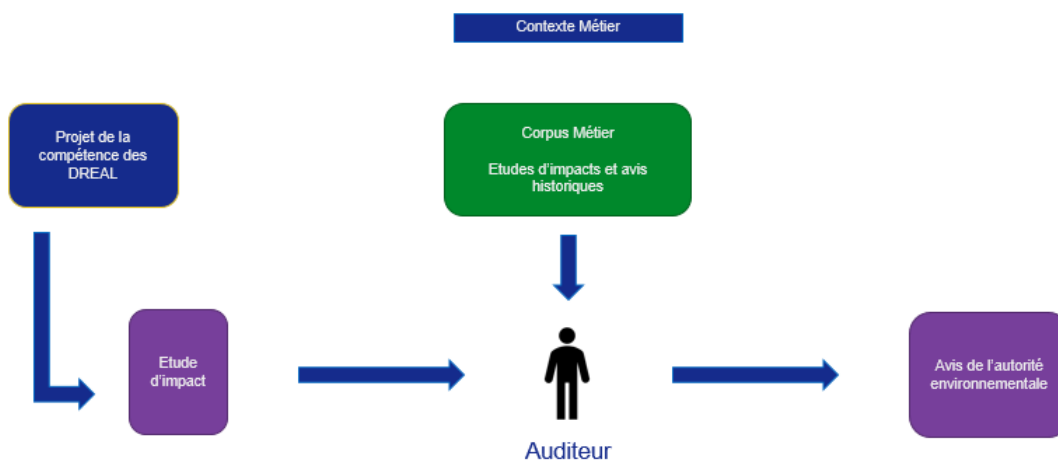 Contexte Métier
Projet de la
compétence des
DREAL
Corpus Métier
Etudes d'impacts et avis
historiques
Etude
d'impact
Auditeur
Avis de l'autorité
environnementale